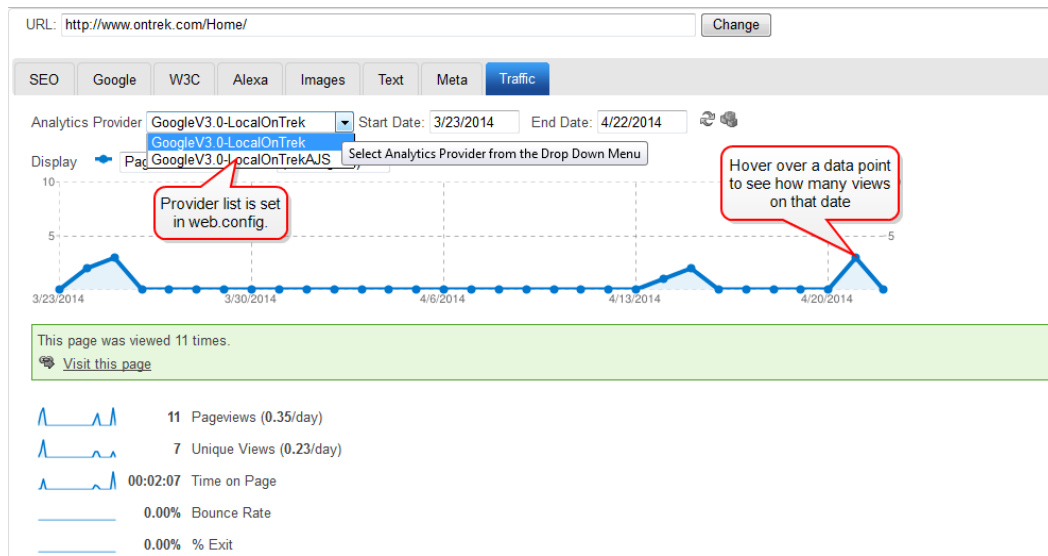 URL: http://www.ontrek.com/Home/ Change
SEO Google W3C Alexa Images Text Meta Traffic
Analytics Provider GoogleV3.0-LocalOnTrek Start Date: 3/23/2014 End Date: 4/22/2014
GoogleV3.0-LocalOnTrek
GoogleV3.0-LocalOnTrekAJS
Select Analytics Provider from the Drop Down Menu
Display
Provider list is set
in web.config.
Hover over a data point
to see how many views
on that date
10
5 5
3/23/2014 3/30/2014 4/6/2014 4/13/2014 4/20/2014
This page was viewed 11 times.
Visit this page
11 Pageviews (0.35/day)
7 Unique Views (0.23/day)
00:02:07 Time on Page
0.00% Bounce Rate
0.00% % Exit